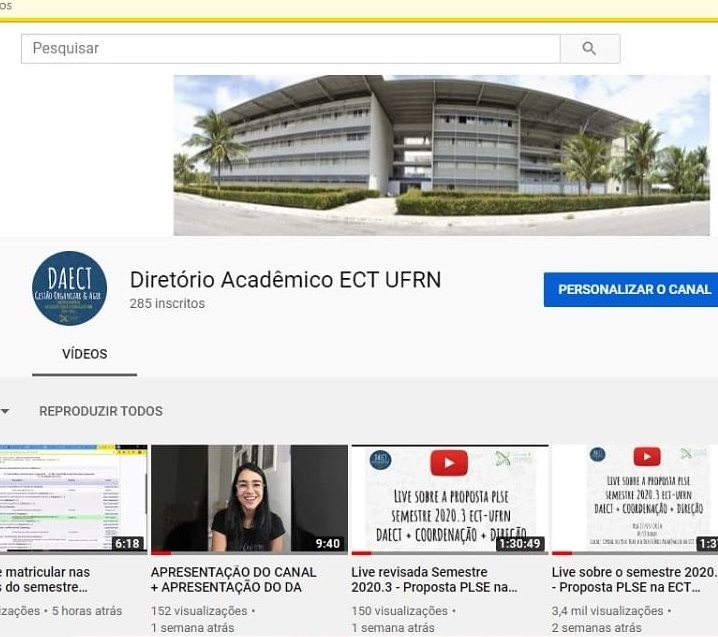 os
Pesquisar
DAECT
GESTÃO ORGANIZAR & AGIR
Diretório Acadêmico ECT UFRN
285 inscritos
PERSONALIZAR O CANAL
VÍDEOS
REPRODUZIR TODOS
6:18
e matricular nas
s do semestre...
izações • 5 horas atrás
9:40
APRESENTAÇÃO DO CANAL
+ APRESENTAÇÃO DO DA
152 visualizações •
1 semana atrás
DAECT
LIVE SOBRE A PROPOSTA PLSE
SEMESTRE 2020.3 ECT-UFRN
DAECT + COORDENAÇÃO + DIREÇÃO
1:30:49
Live revisada Semestre
2020.3 - Proposta PLSE na...
150 visualizações •
1 semana atrás
DAECT
LIVE SOBRE A PROPOSTA PLSE
SEMESTRE 2020.3 ECT-UFRN
DAECT + COORDENAÇÃO + DIREÇÃO
1:3
Live sobre o semestre 2020.
- Proposta PLSE na ECT...
3,4 mil visualizações •
2 semanas atrás